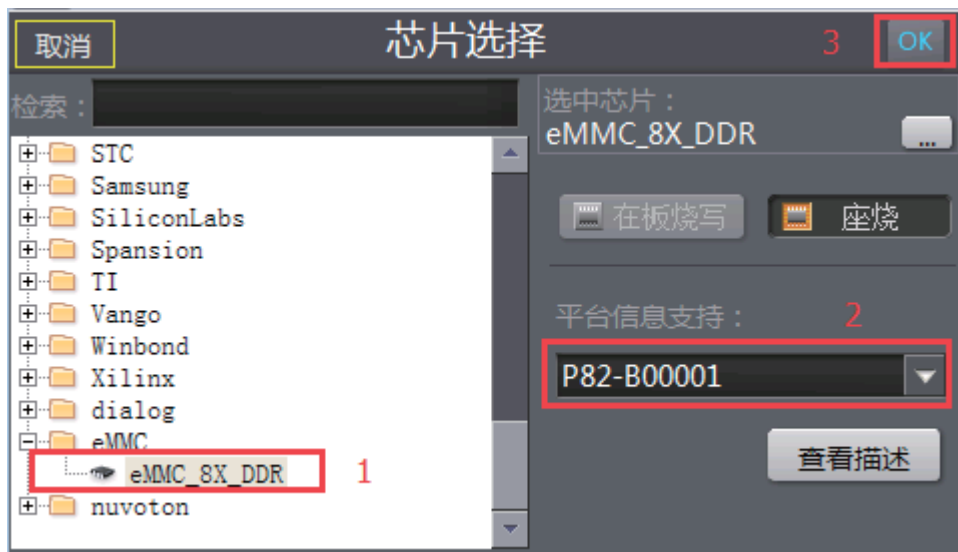 取消
芯片选择
3
OK
检索：
STC
Samsung
SiliconLabs
Spansion
TI
Vango
Winbond
Xilinx
dialog
eMMC
eMMC_8X_DDR
1
nuvoton
选中芯片：
eMMC_8X_DDR
...
在板烧写
座烧
平台信息支持：
2
P82-B00001
查看描述